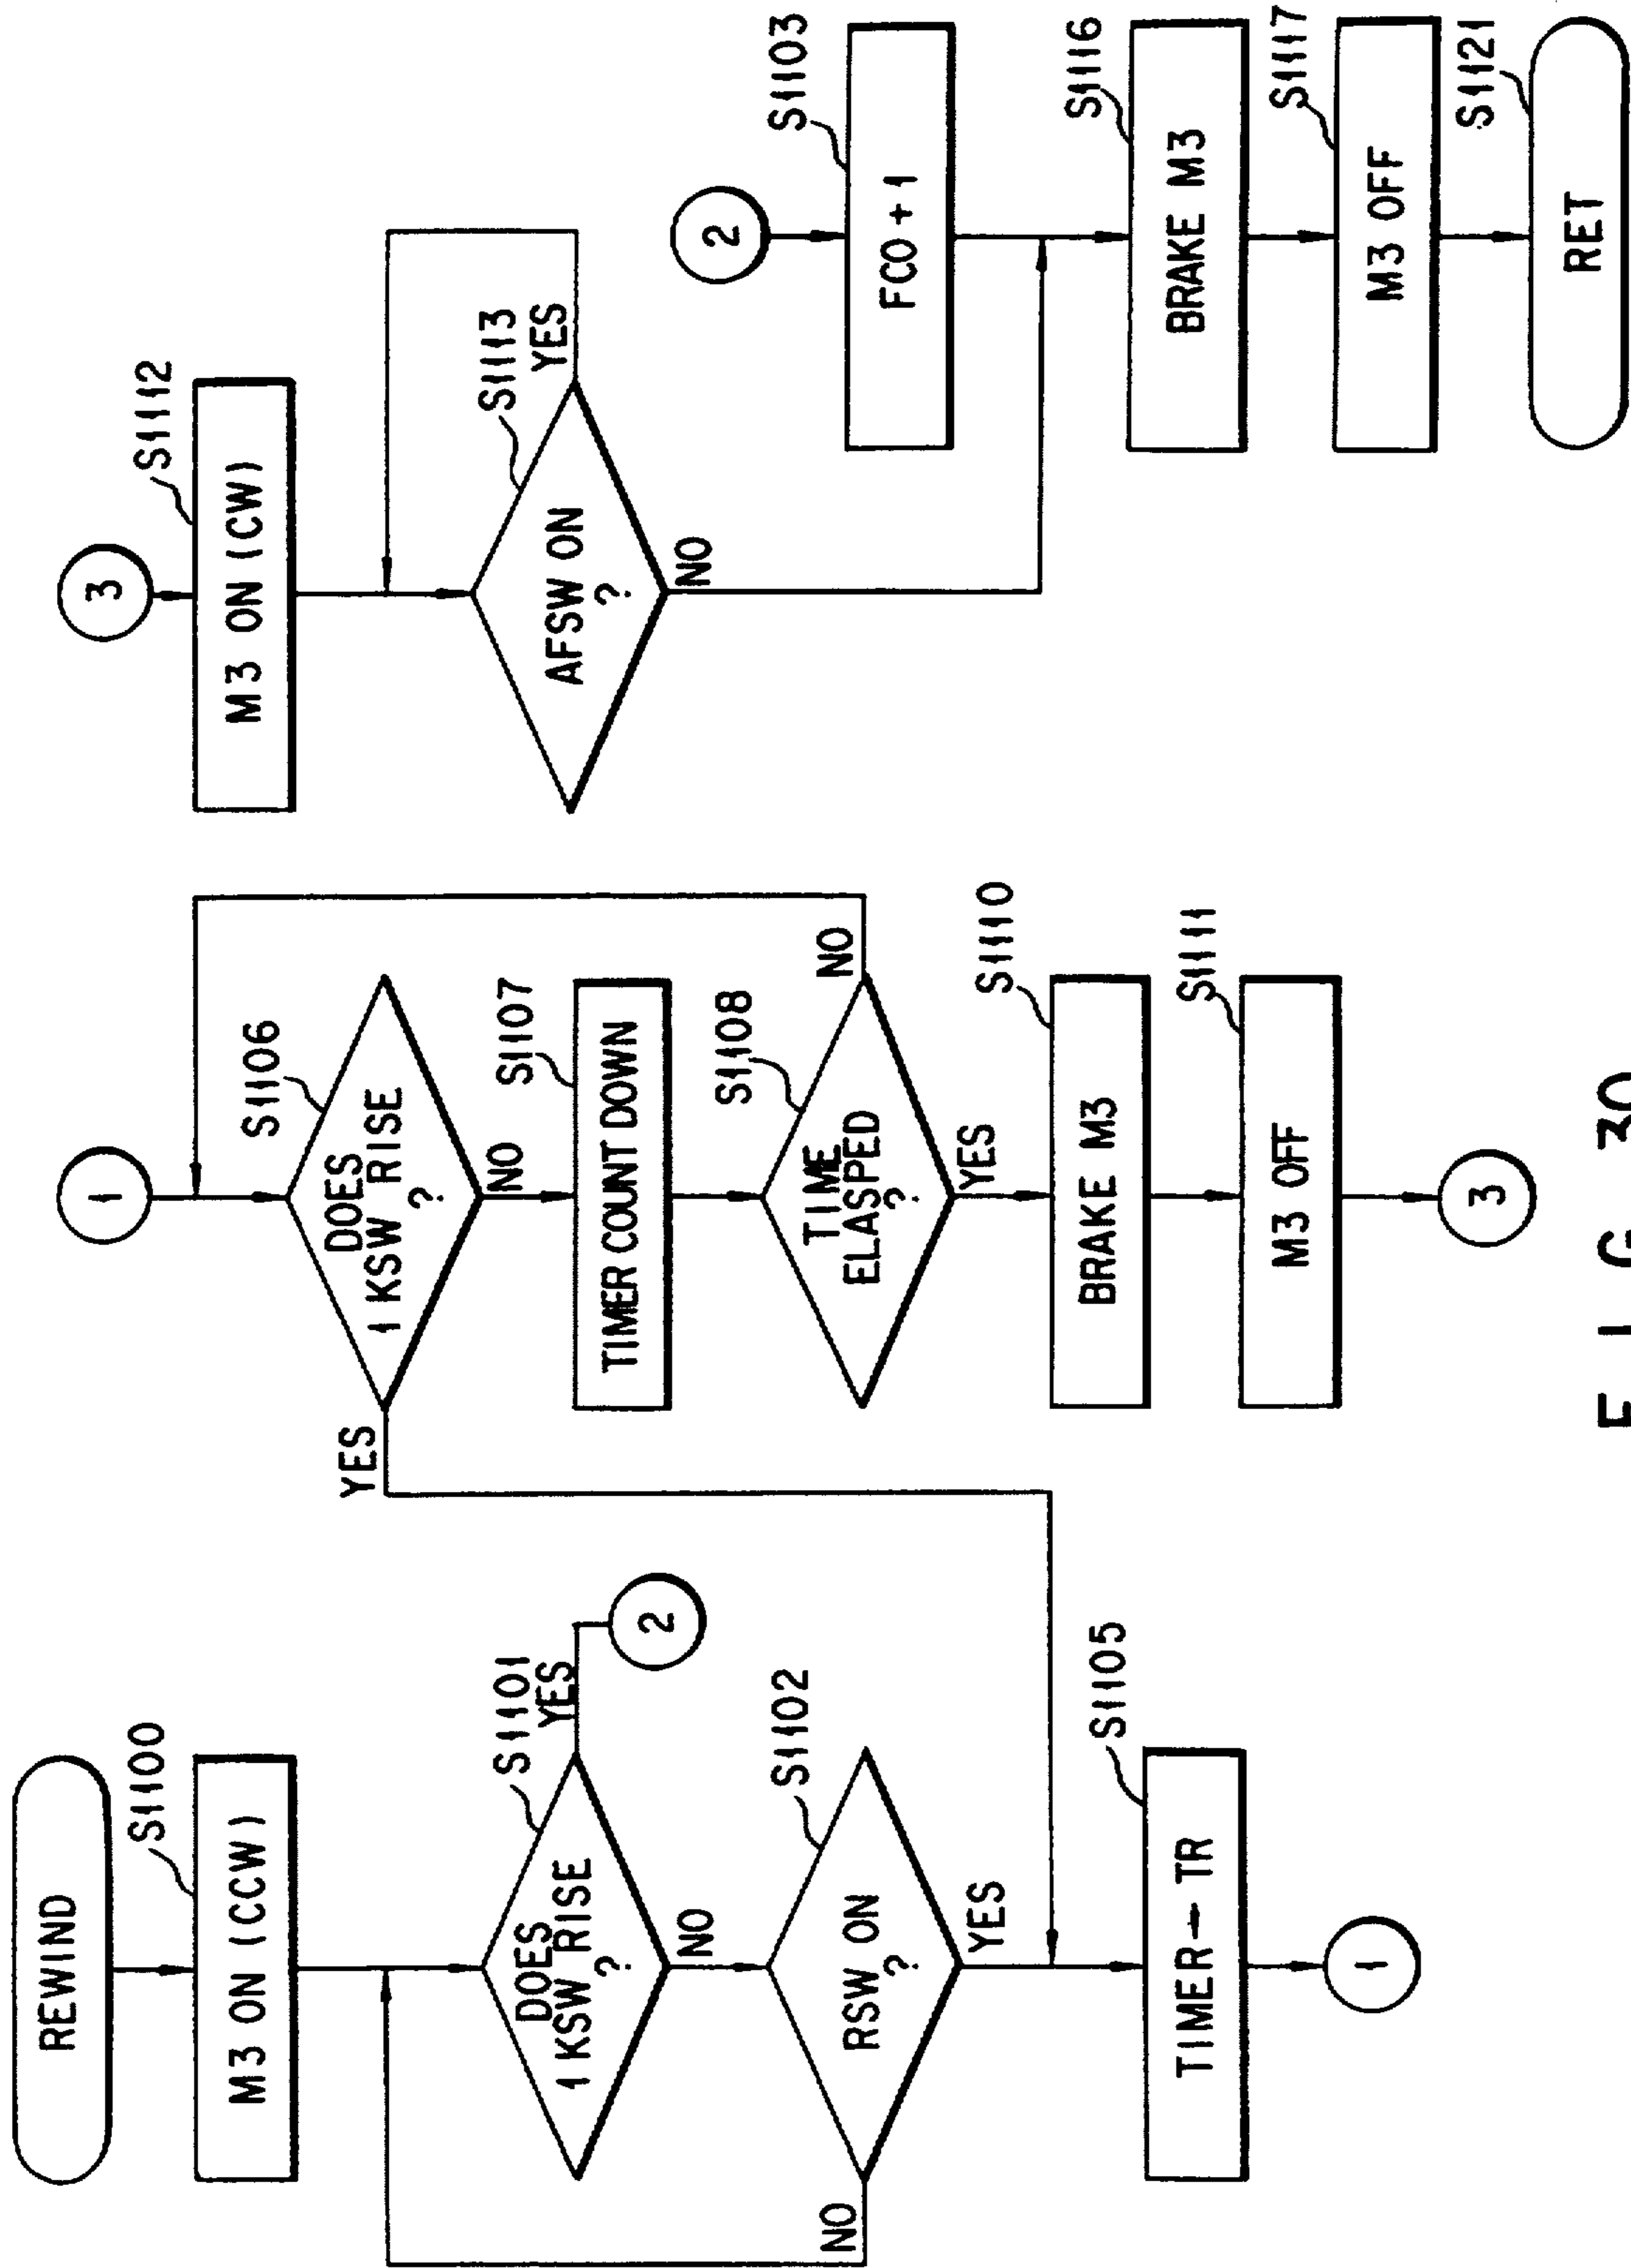 REWIND
S1100
M3 ON (CCW)
S1101
DOES
1 KSW RISE
?
YES
2
NO
S1102
RSW ON
?
NO
YES
S1105
TIMER→TR
1
1
S1106
DOES
1 KSW RISE
?
YES
NO
S1107
TIMER COUNT DOWN
S1108
TIME
ELASPED
?
NO
YES
S1110
BRAKE M3
S1111
M3 OFF
3
3
S1112
M3 ON (CW)
S1113
AFSW ON
?
YES
NO
2
S1103
FC0+1
S1116
BRAKE M3
S1117
M3 OFF
S1121
RET
FIG. 30